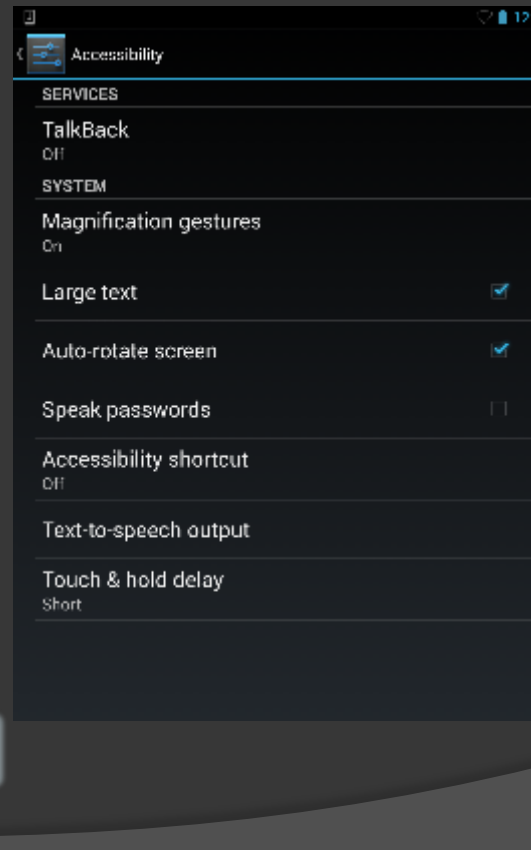 12
Accessibility
SERVICES
TalkBack
Off
SYSTEM
Magnification gestures
On
Large text
Auto-rotate screen
Speak passwords
Accessibility shortcut
Off
Text-to-speech output
Touch & hold delay
Short